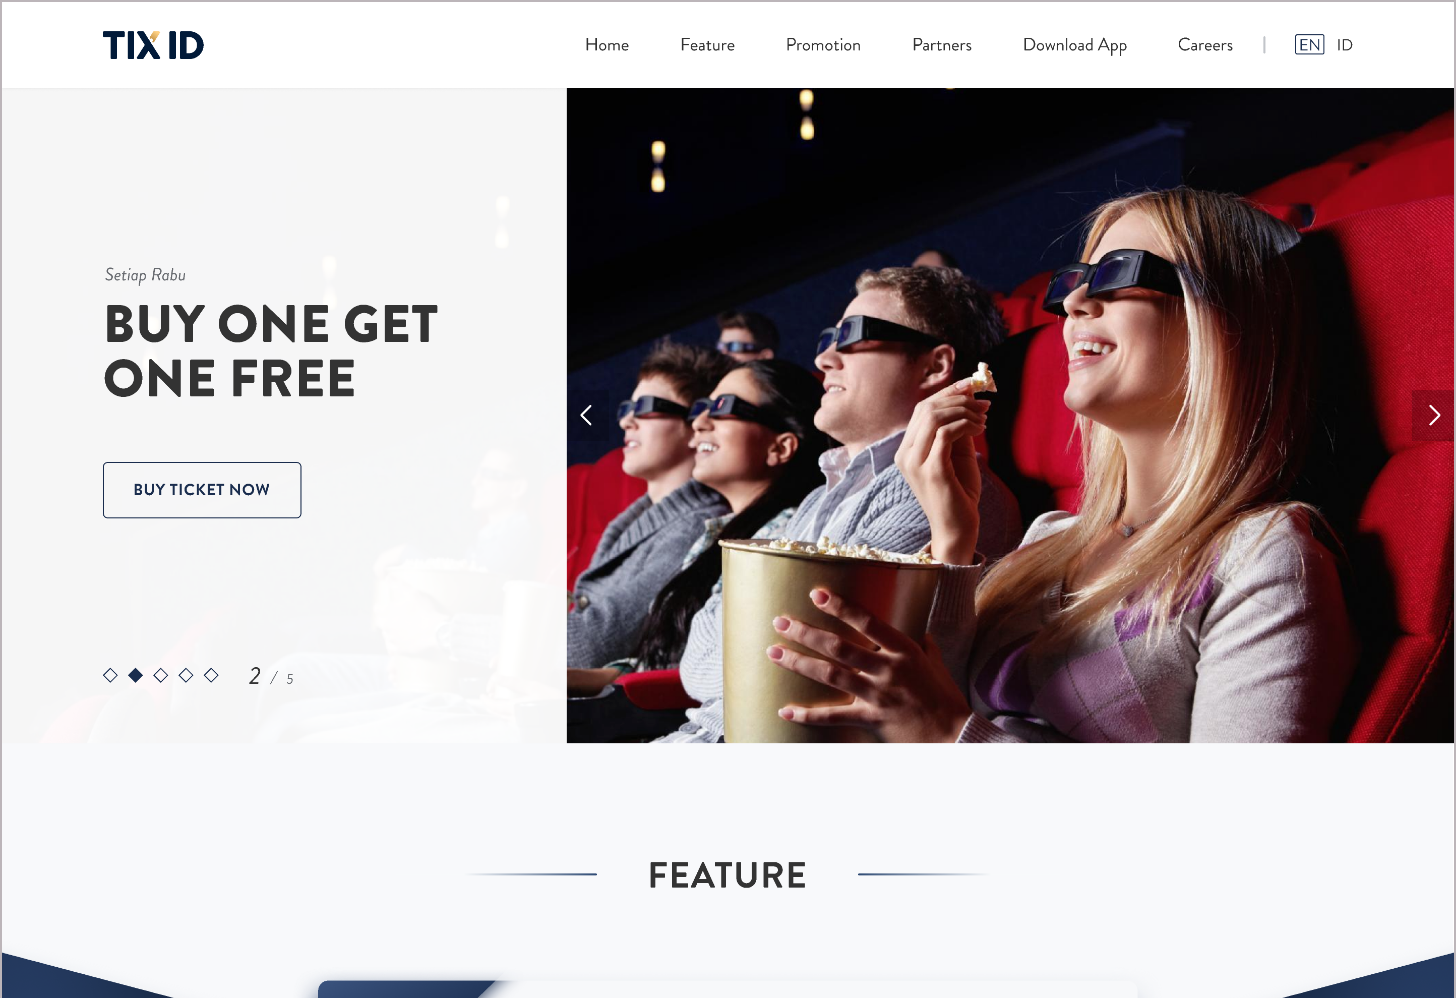 TIX ID
Home Feature Promotion Partners Download App Careers | EN ID
Setiap Rabu
BUY ONE GET
ONE FREE
BUY TICKET NOW
2 / 5
FEATURE